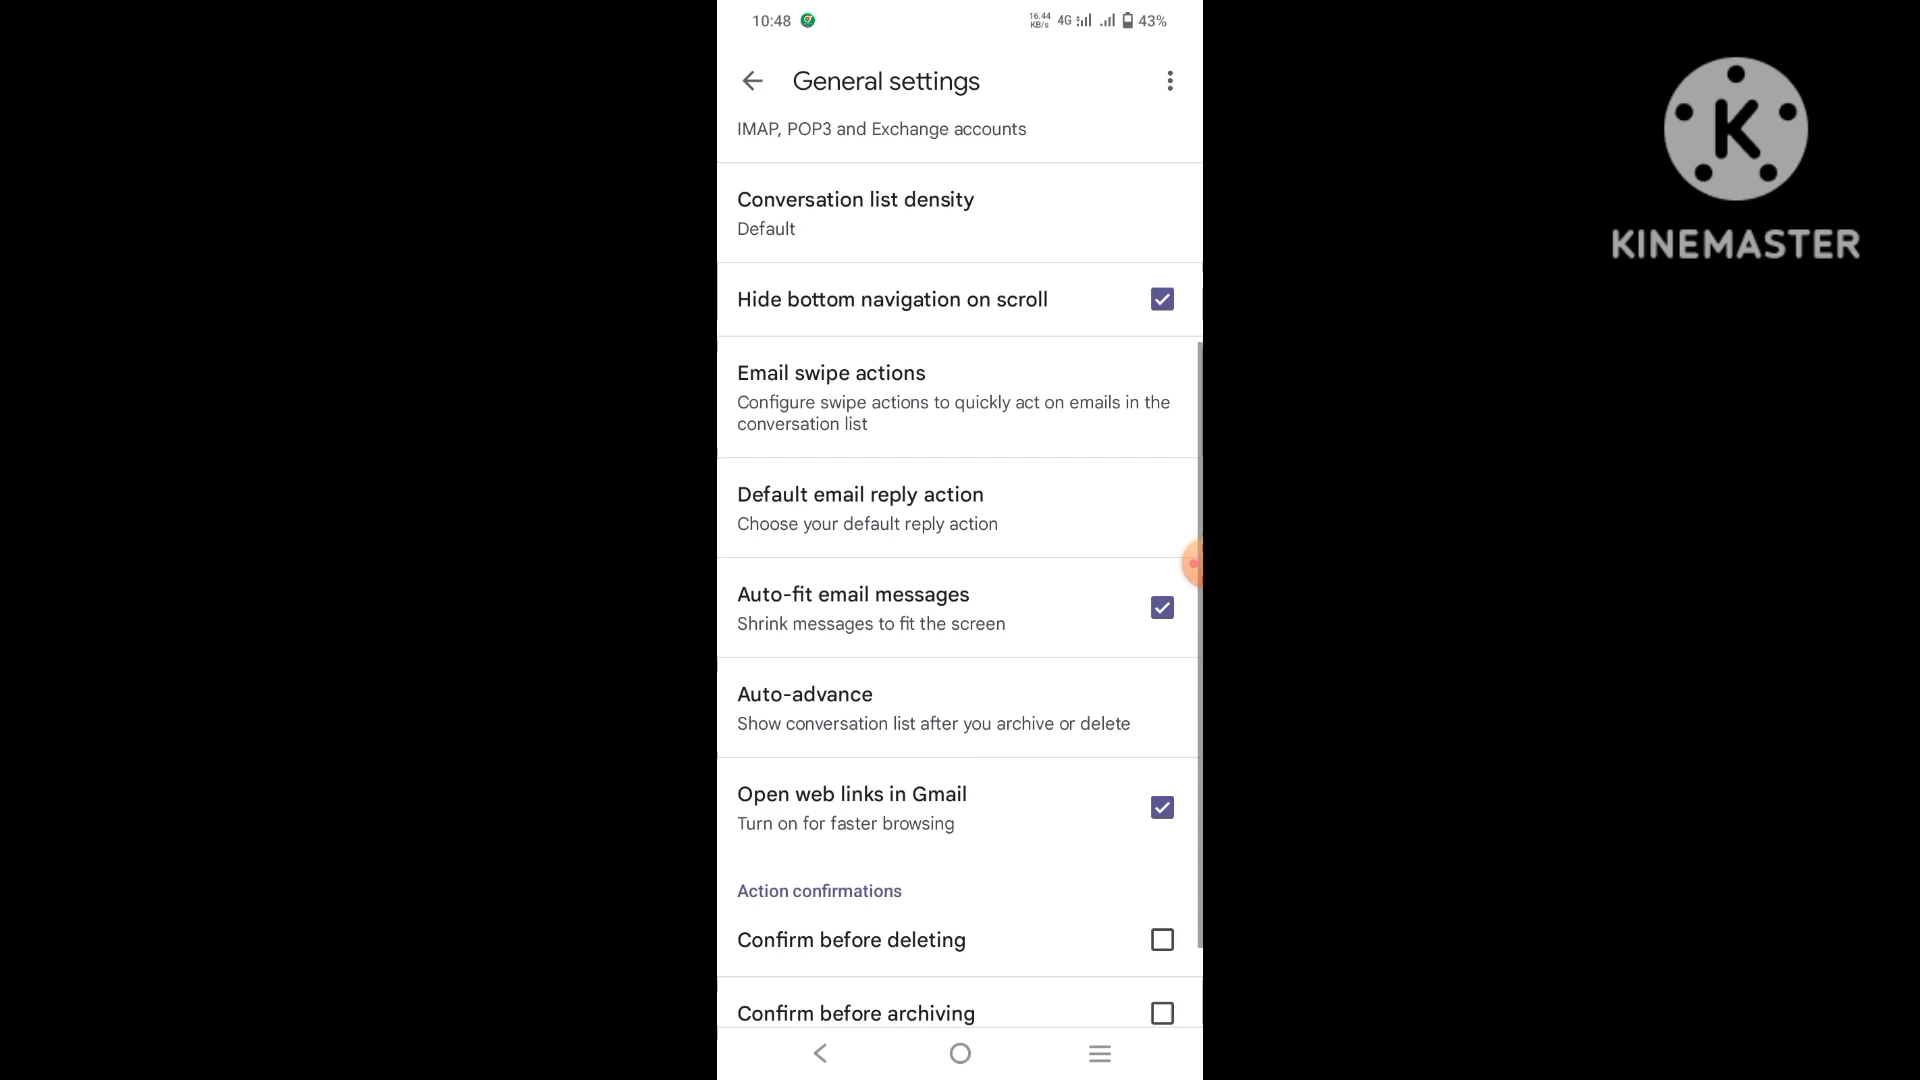 10:48
16.44
KB/s
4G
43%
General settings
IMAP, POP3 and Exchange accounts
Conversation list density
Default
Hide bottom navigation on scroll
Email swipe actions
Configure swipe actions to quickly act on emails in the
conversation list
Default email reply action
Choose your default reply action
Auto-fit email messages
Shrink messages to fit the screen
Auto-advance
Show conversation list after you archive or delete
Open web links in Gmail
Turn on for faster browsing
Action confirmations
Confirm before deleting
Confirm before archiving
K
KINEMASTER